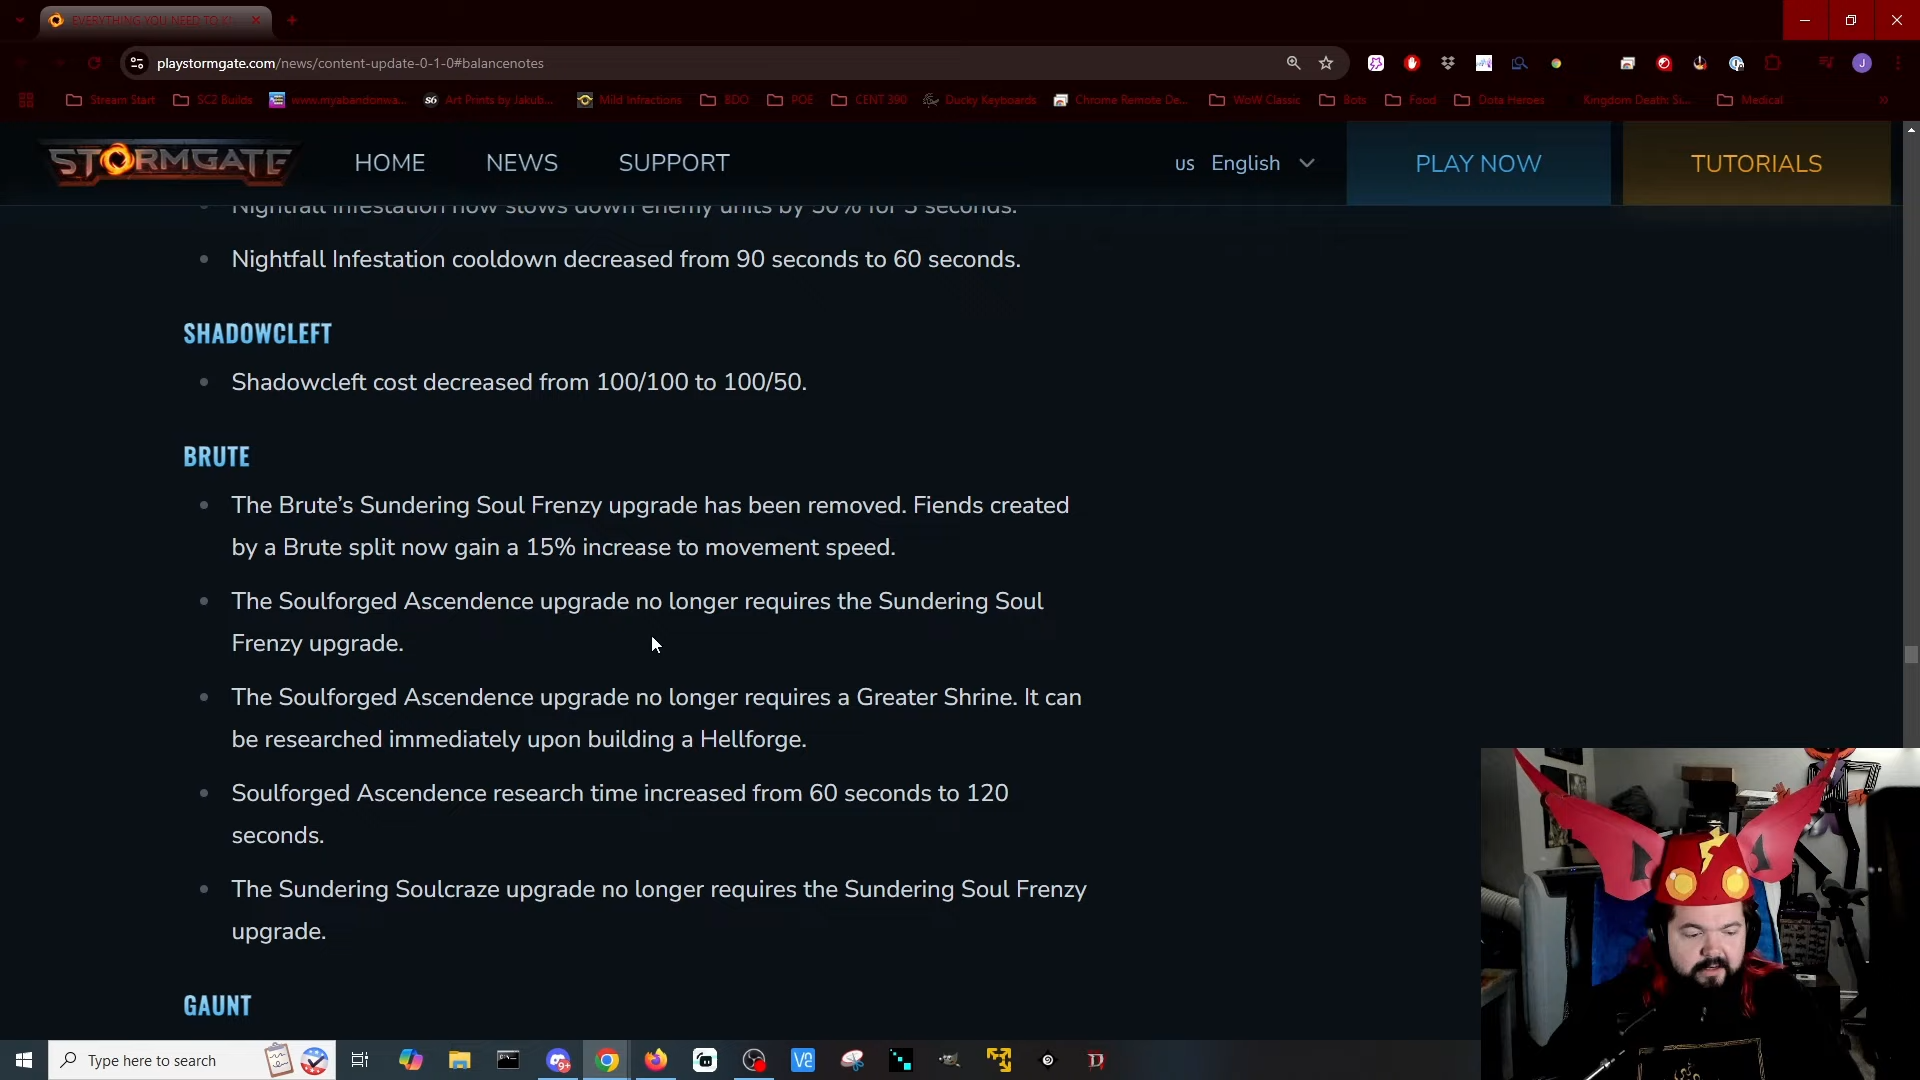 EVERYTHING YOU NEED TO K
playstormgate.com/news/content-update-0-1-0#balancenotes
Stream Start
SC2 Builds
www.myabandonwa...
Art Prints by Jakub...
Mild Infractions
BDO
POE
CENT 390
Ducky Keyboards
Chrome Remote De...
WoW Classic
Bots
Food
Dota Heroes
Kingdom Death: Si...
Medical
STORMGATE
HOME
NEWS
SUPPORT
us English
PLAY NOW
TUTORIALS
Nightfall Infestation now slows down enemy units by 50% for 3 seconds.
Nightfall Infestation cooldown decreased from 90 seconds to 60 seconds.
SHADOWCLEFT
Shadowcleft cost decreased from 100/100 to 100/50.
BRUTE
The Brute’s Sundering Soul Frenzy upgrade has been removed. Fiends created
by a Brute split now gain a 15% increase to movement speed.
The Soulforged Ascendence upgrade no longer requires the Sundering Soul
Frenzy upgrade.
The Soulforged Ascendence upgrade no longer requires a Greater Shrine. It can
be researched immediately upon building a Hellforge.
Soulforged Ascendence research time increased from 60 seconds to 120
seconds.
The Sundering Soulcraze upgrade no longer requires the Sundering Soul Frenzy
upgrade.
GAUNT
Type here to search